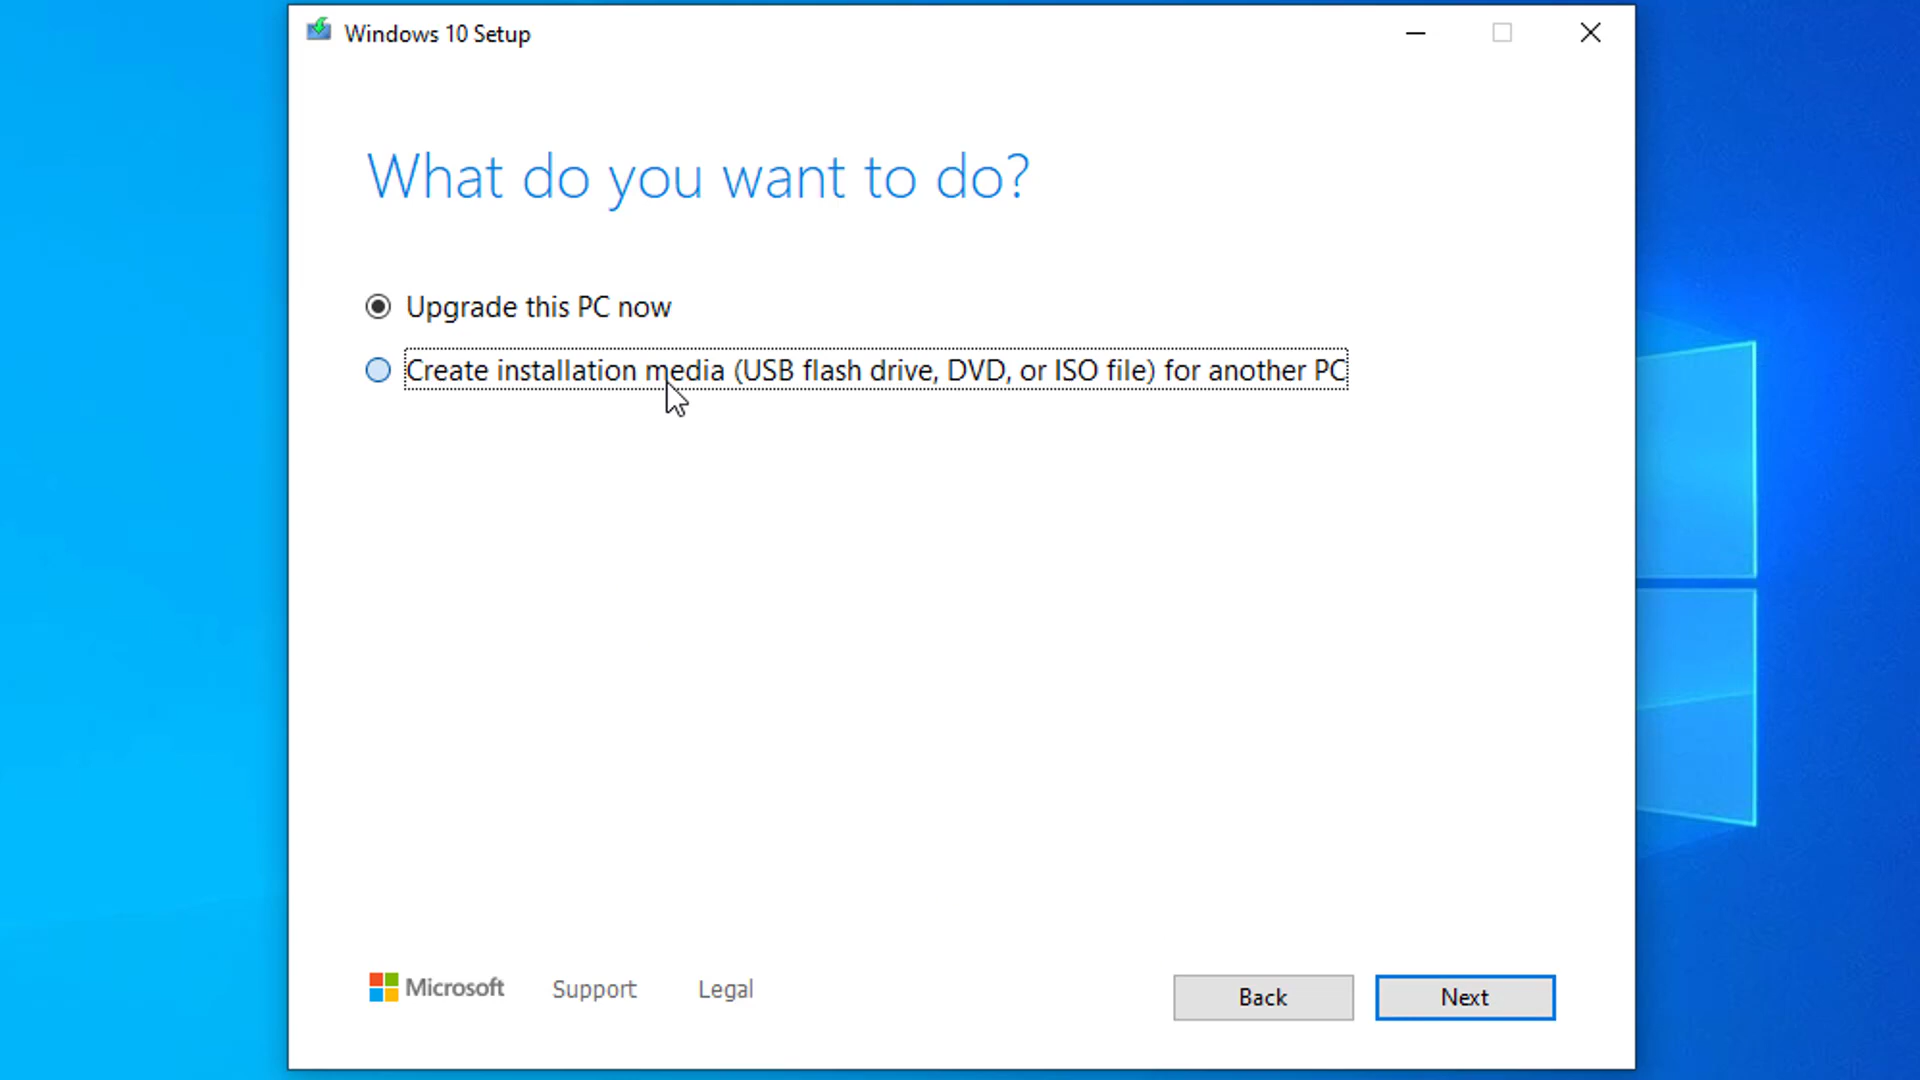 Windows 10 Setup
What do you want to do?
Upgrade this PC now
Create installation media (USB flash drive, DVD, or ISO file) for another PC
Microsoft Support Legal Back Next